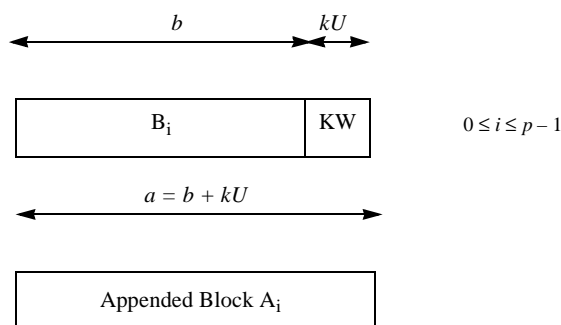 b kU
B_i KW 0 ≤ i ≤ p – 1
a = b + kU
Appended Block A_i